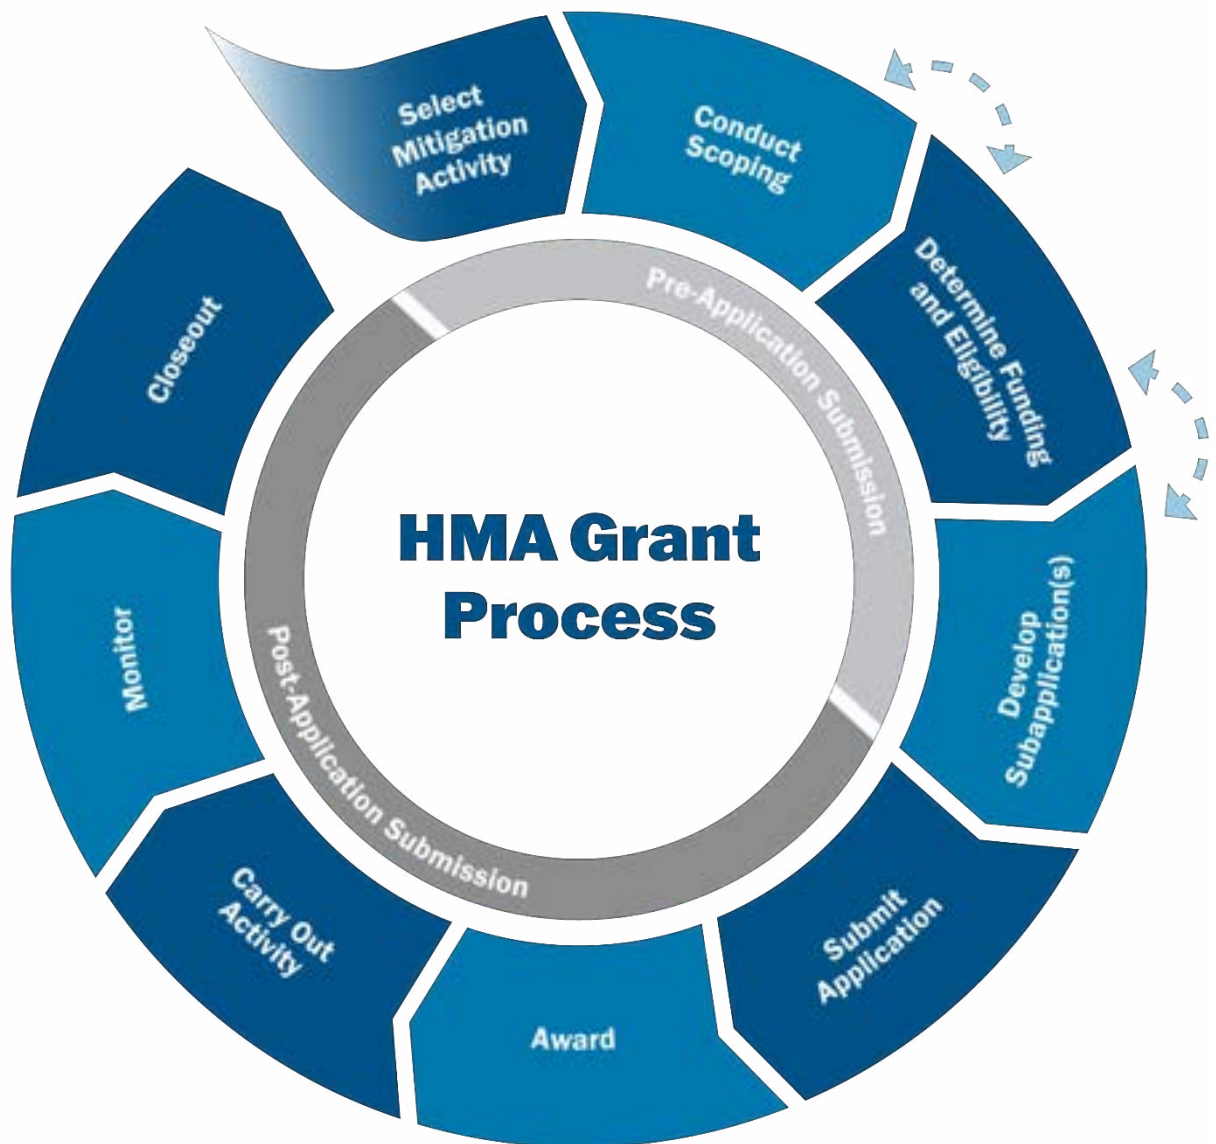 Select
Mitigation
Activity
Conduct
Scoping
Determine Funding
and Eligibility
Develop
Subapplication(s)
Submit
Application
Award
Carry Out
Activity
Monitor
Closeout
Pre-Application Submission
Post-Application Submission
HMA Grant
Process